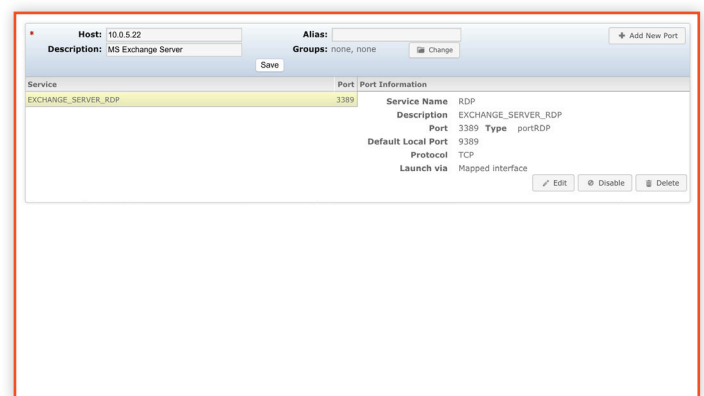 * Host: 10.0.5.22 Alias: + Add New Port
Description: MS Exchange Server Groups: none, none Change
Save
Service Port Port Information
EXCHANGE_SERVER_RDP 3389 Service Name RDP
Description EXCHANGE_SERVER_RDP
Port 3389 Type portRDP
Default Local Port 9389
Protocol TCP
Launch via Mapped interface
Edit Disable Delete